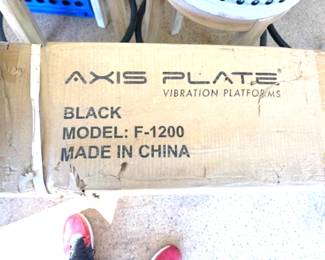 AXIS PLATE®
VIBRATION PLATFORMS
BLACK
MODEL: F-1200
MADE IN CHINA